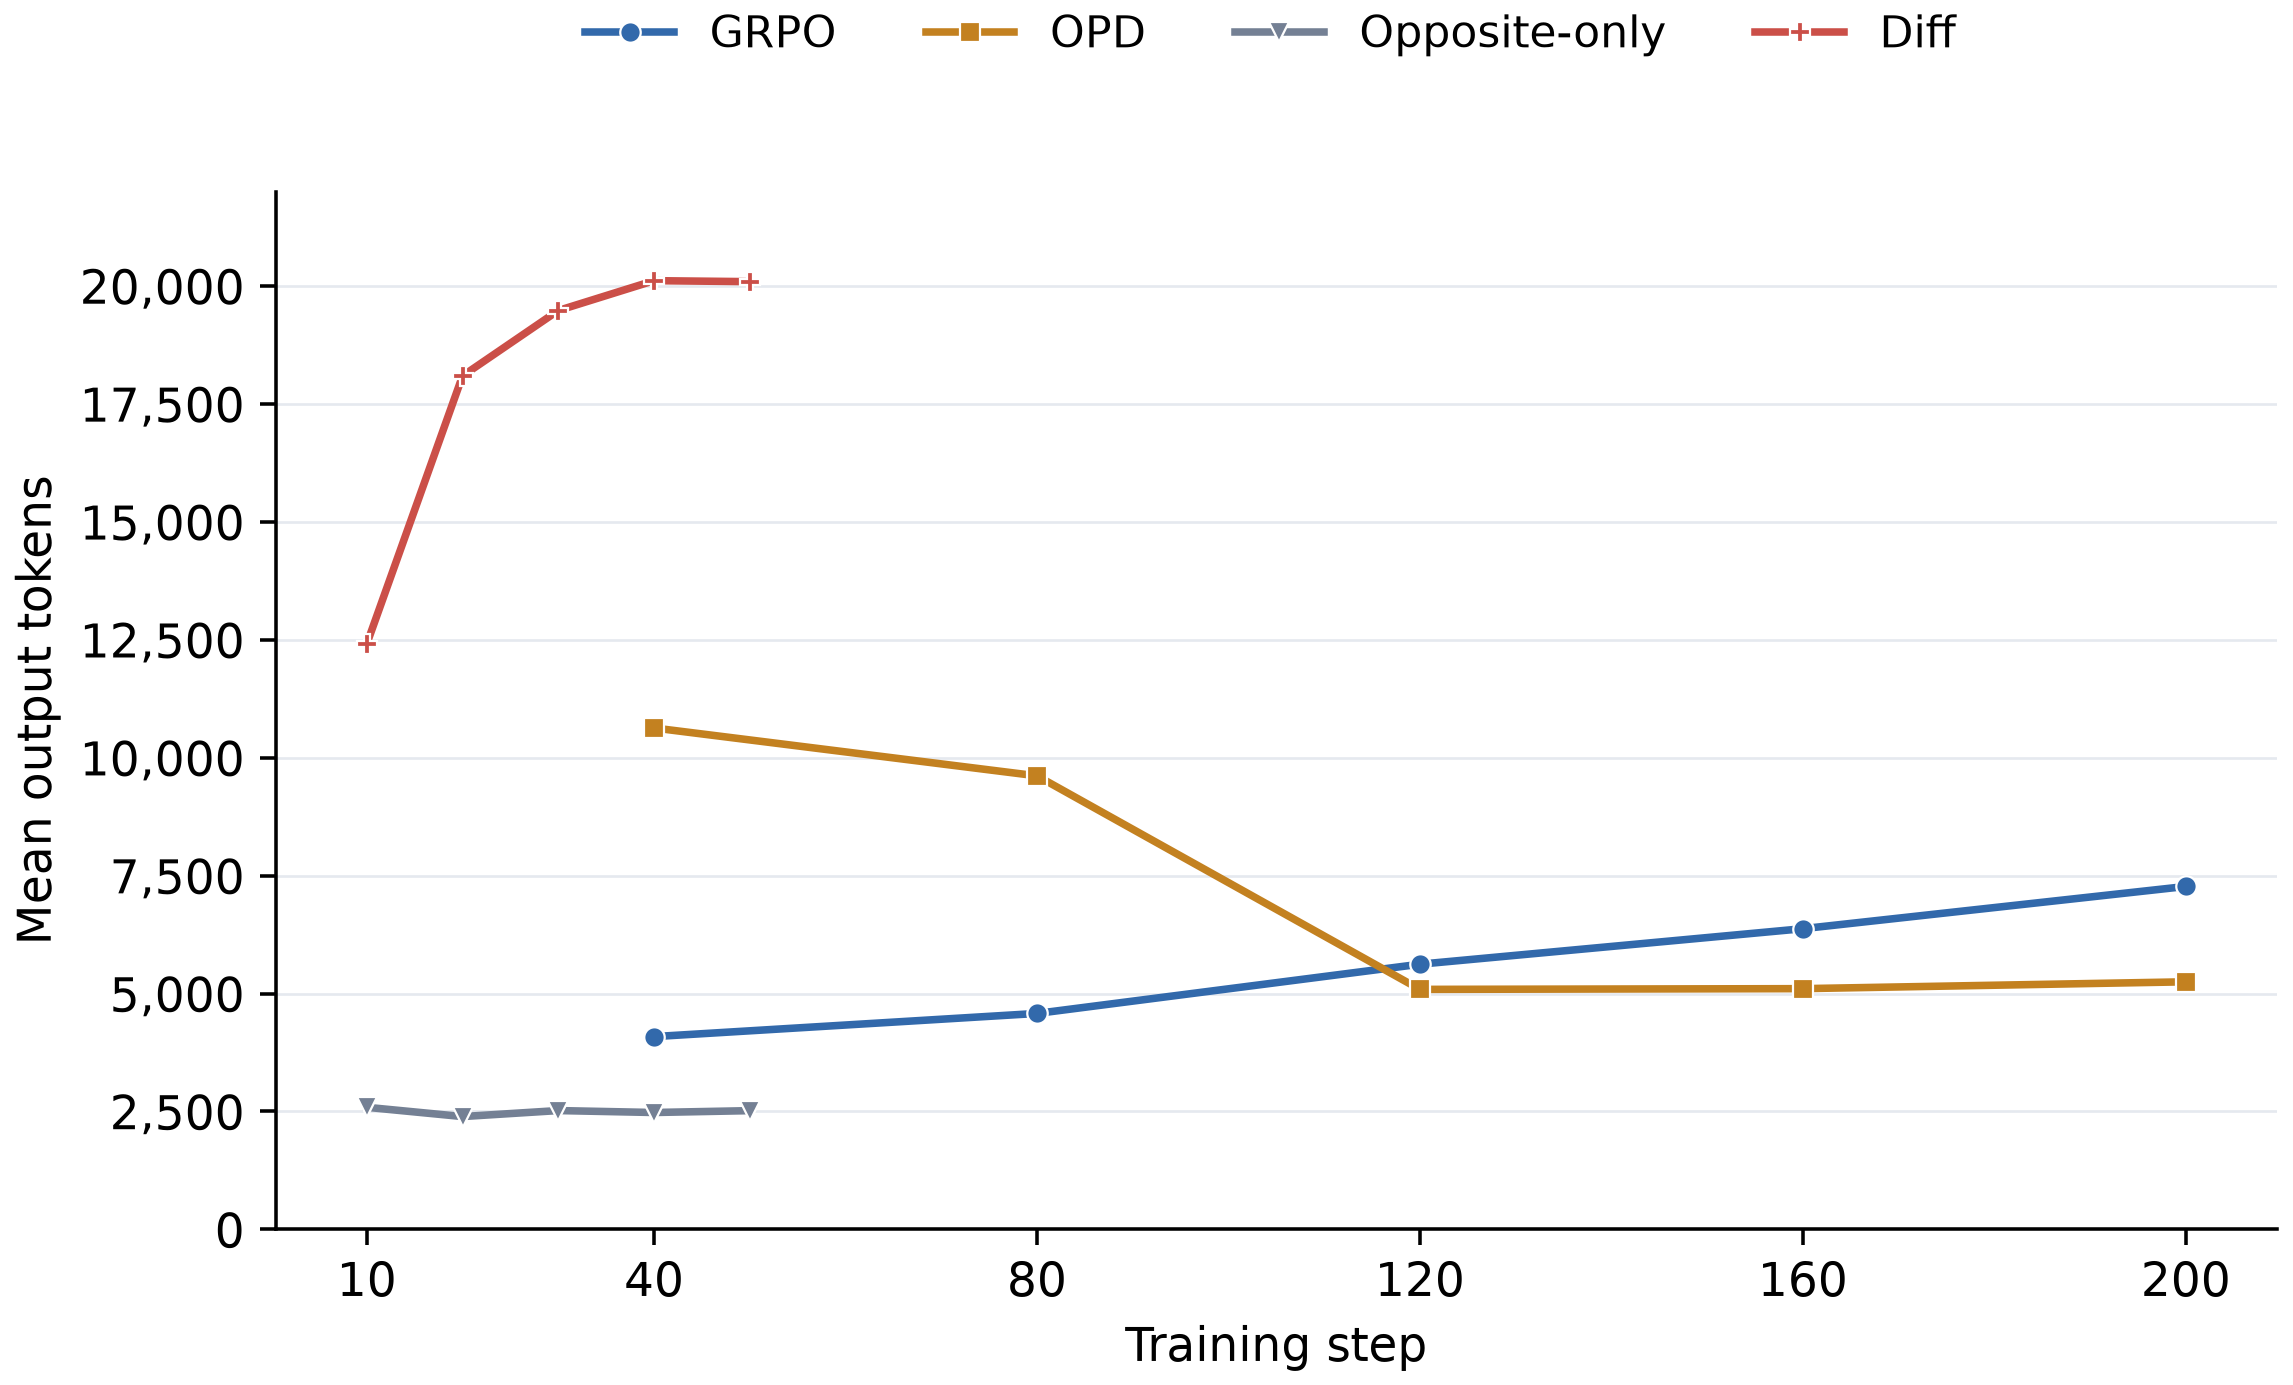 GRPO OPD Opposite-only Diff
Mean output tokens
20,000
17,500
15,000
12,500
10,000
7,500
5,000
2,500
0
10 40 80 120 160 200
Training step